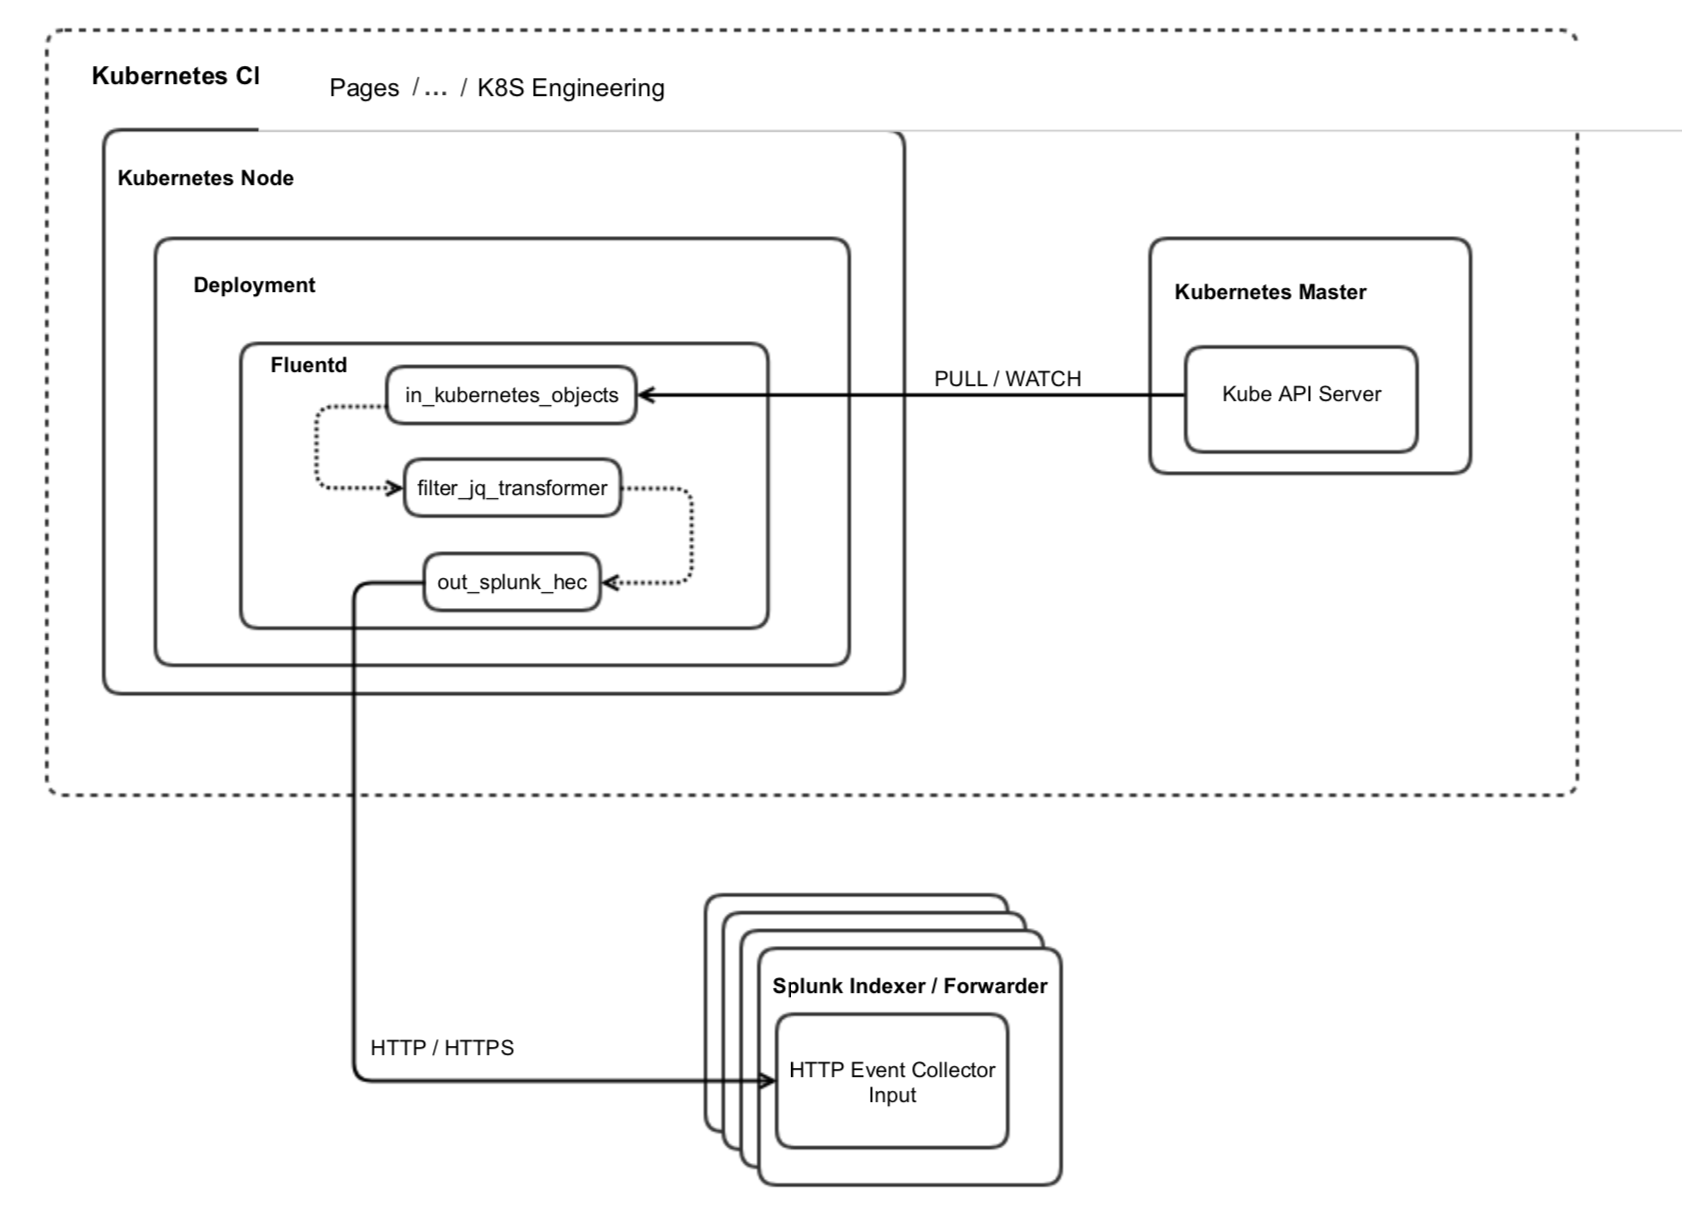 Kubernetes Cl
Pages / ... / K8S Engineering
Kubernetes Node
Deployment
Kubernetes Master
Fluentd
in_kubernetes_objects
PULL / WATCH
Kube API Server
filter_jq_transformer
out_splunk_hec
Splunk Indexer / Forwarder
HTTP / HTTPS
HTTP Event Collector
Input